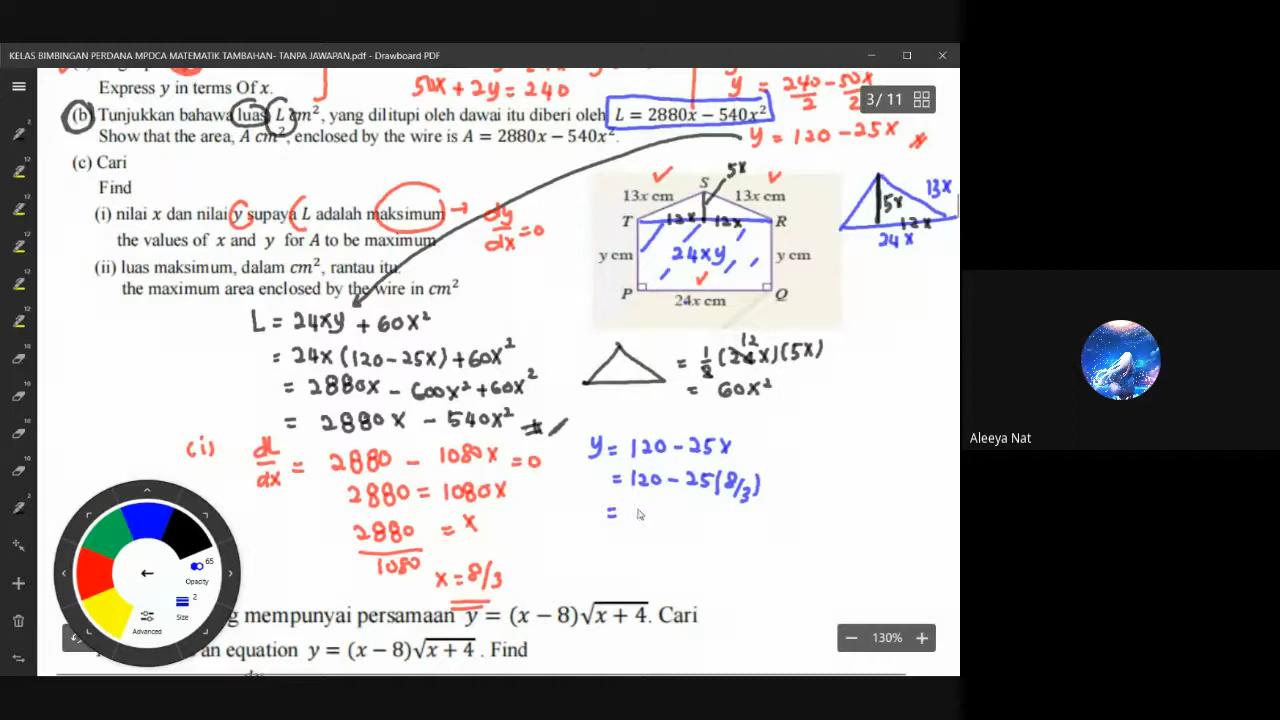 KELAS BIMBINGAN PERDANA MPDCA MATEMATIK TAMBAHAN- TANPA JAWAPAN.pdf - Drawboard PDF
Express y in terms Of x.
50x + 2y = 240
y = 240 - 50x
2 2
3 / 11
(b) Tunjukkan bahawa luas L cm², yang dilitupi oleh dawai itu diberi oleh L = 2880x − 540x²
Show that the area, A cm², enclosed by the wire is A = 2880x − 540x².
y = 120 - 25x
(c) Cari
Find
(i) nilai x dan nilai y supaya L adalah maksimum
dy/dx = 0
the values of x and y for A to be maximum
(ii) luas maksimum, dalam cm², rantau itu.
the maximum area enclosed by the wire in cm²
5x
13x cm S 13x cm
T 12x 12x R
y cm 24xy y cm
P Q
24x cm
13x
5x
12x
24x
L = 24xy + 60x²
= 24x (120 - 25x) + 60x²
= 2880x - 600x² + 60x²
= 2880x - 540x²
12
= 1/2 (24x)(5x)
= 60x²
(i) dL/dx = 2880 - 1080x = 0
2880 = 1080x
2880/1080 = x
x = 8/3
y = 120 - 25x
= 120 - 25(8/3)
=
65
Opacity
2
Size
Advanced
g mempunyai persamaan y = (x − 8)√x + 4. Cari
an equation y = (x − 8)√x + 4 . Find
130%
Aleeya Nat